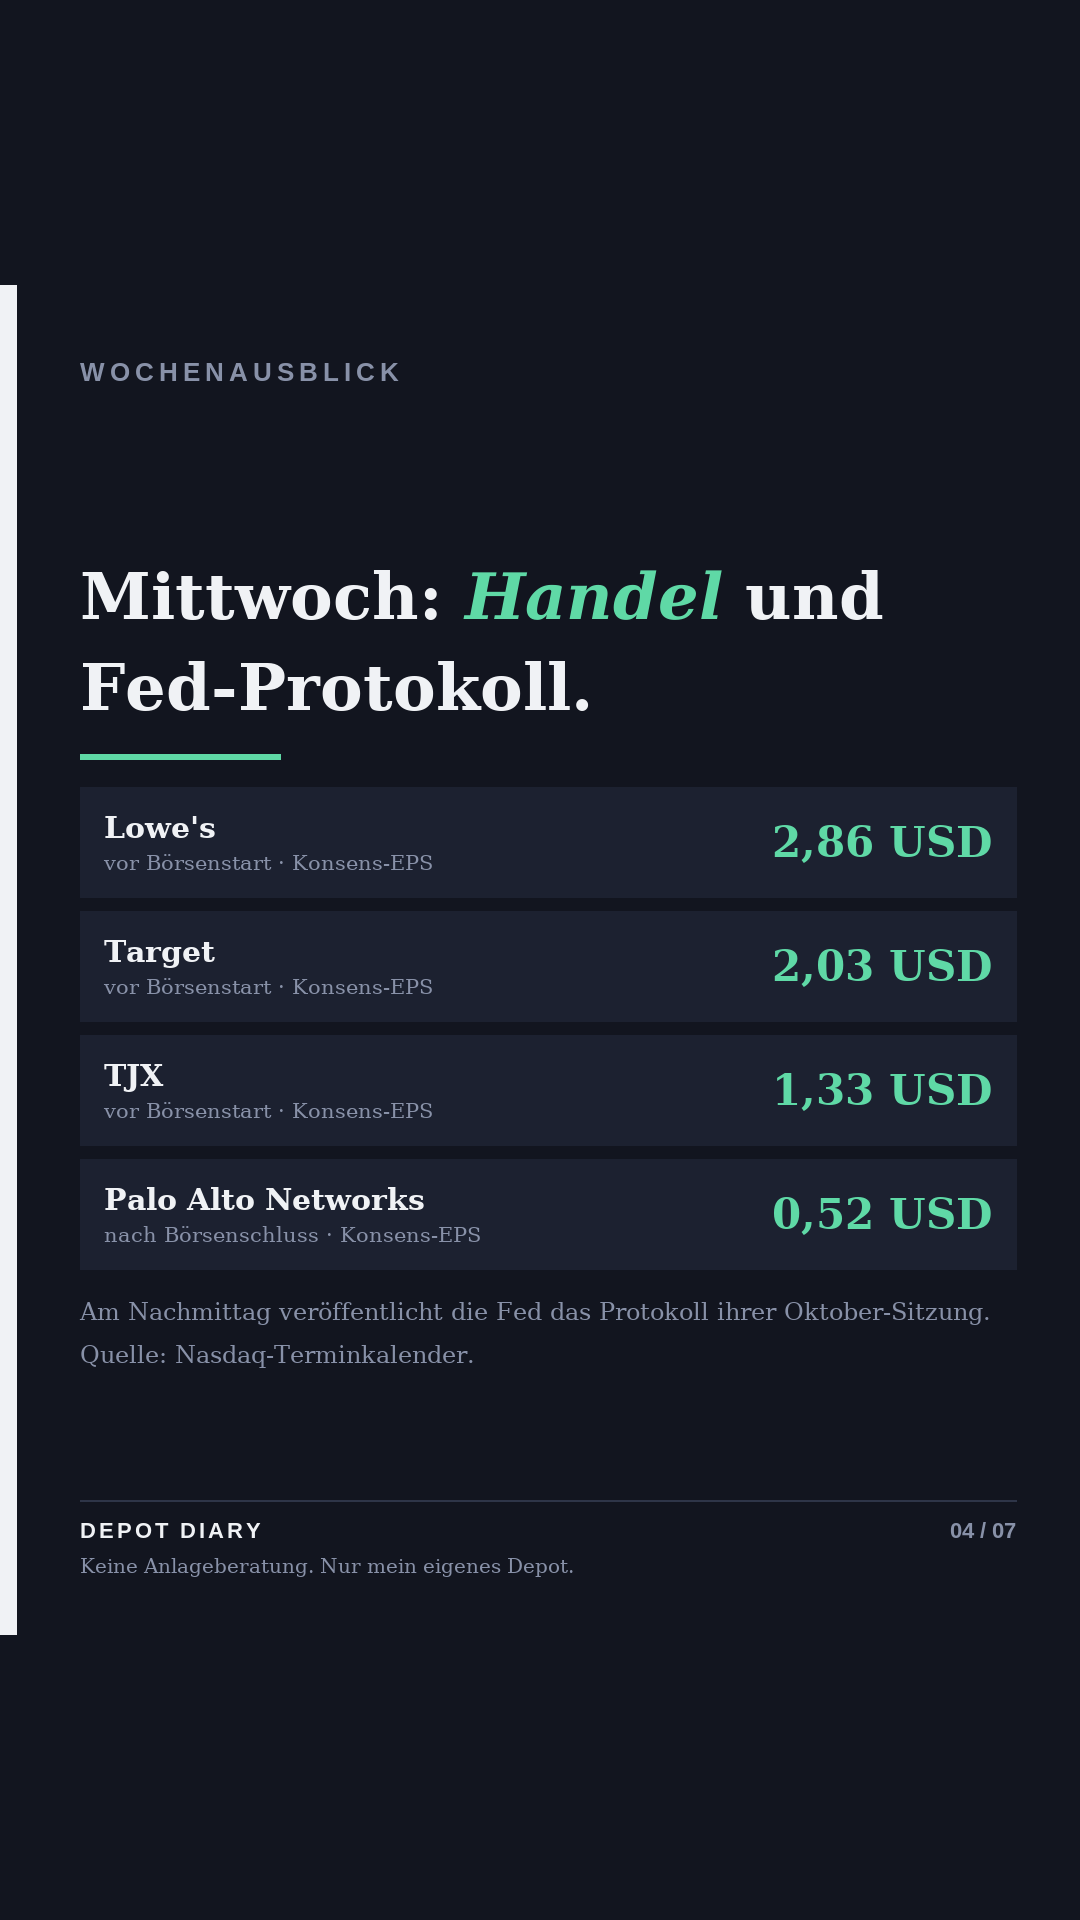 WOCHENAUSBLICK
Mittwoch: Handel und
Fed-Protokoll.
Lowe's
vor Börsenstart · Konsens-EPS
2,86 USD
Target
vor Börsenstart · Konsens-EPS
2,03 USD
TJX
vor Börsenstart · Konsens-EPS
1,33 USD
Palo Alto Networks
nach Börsenschluss · Konsens-EPS
0,52 USD
Am Nachmittag veröffentlicht die Fed das Protokoll ihrer Oktober-Sitzung.
Quelle: Nasdaq-Terminkalender.
DEPOT DIARY
04 / 07
Keine Anlageberatung. Nur mein eigenes Depot.